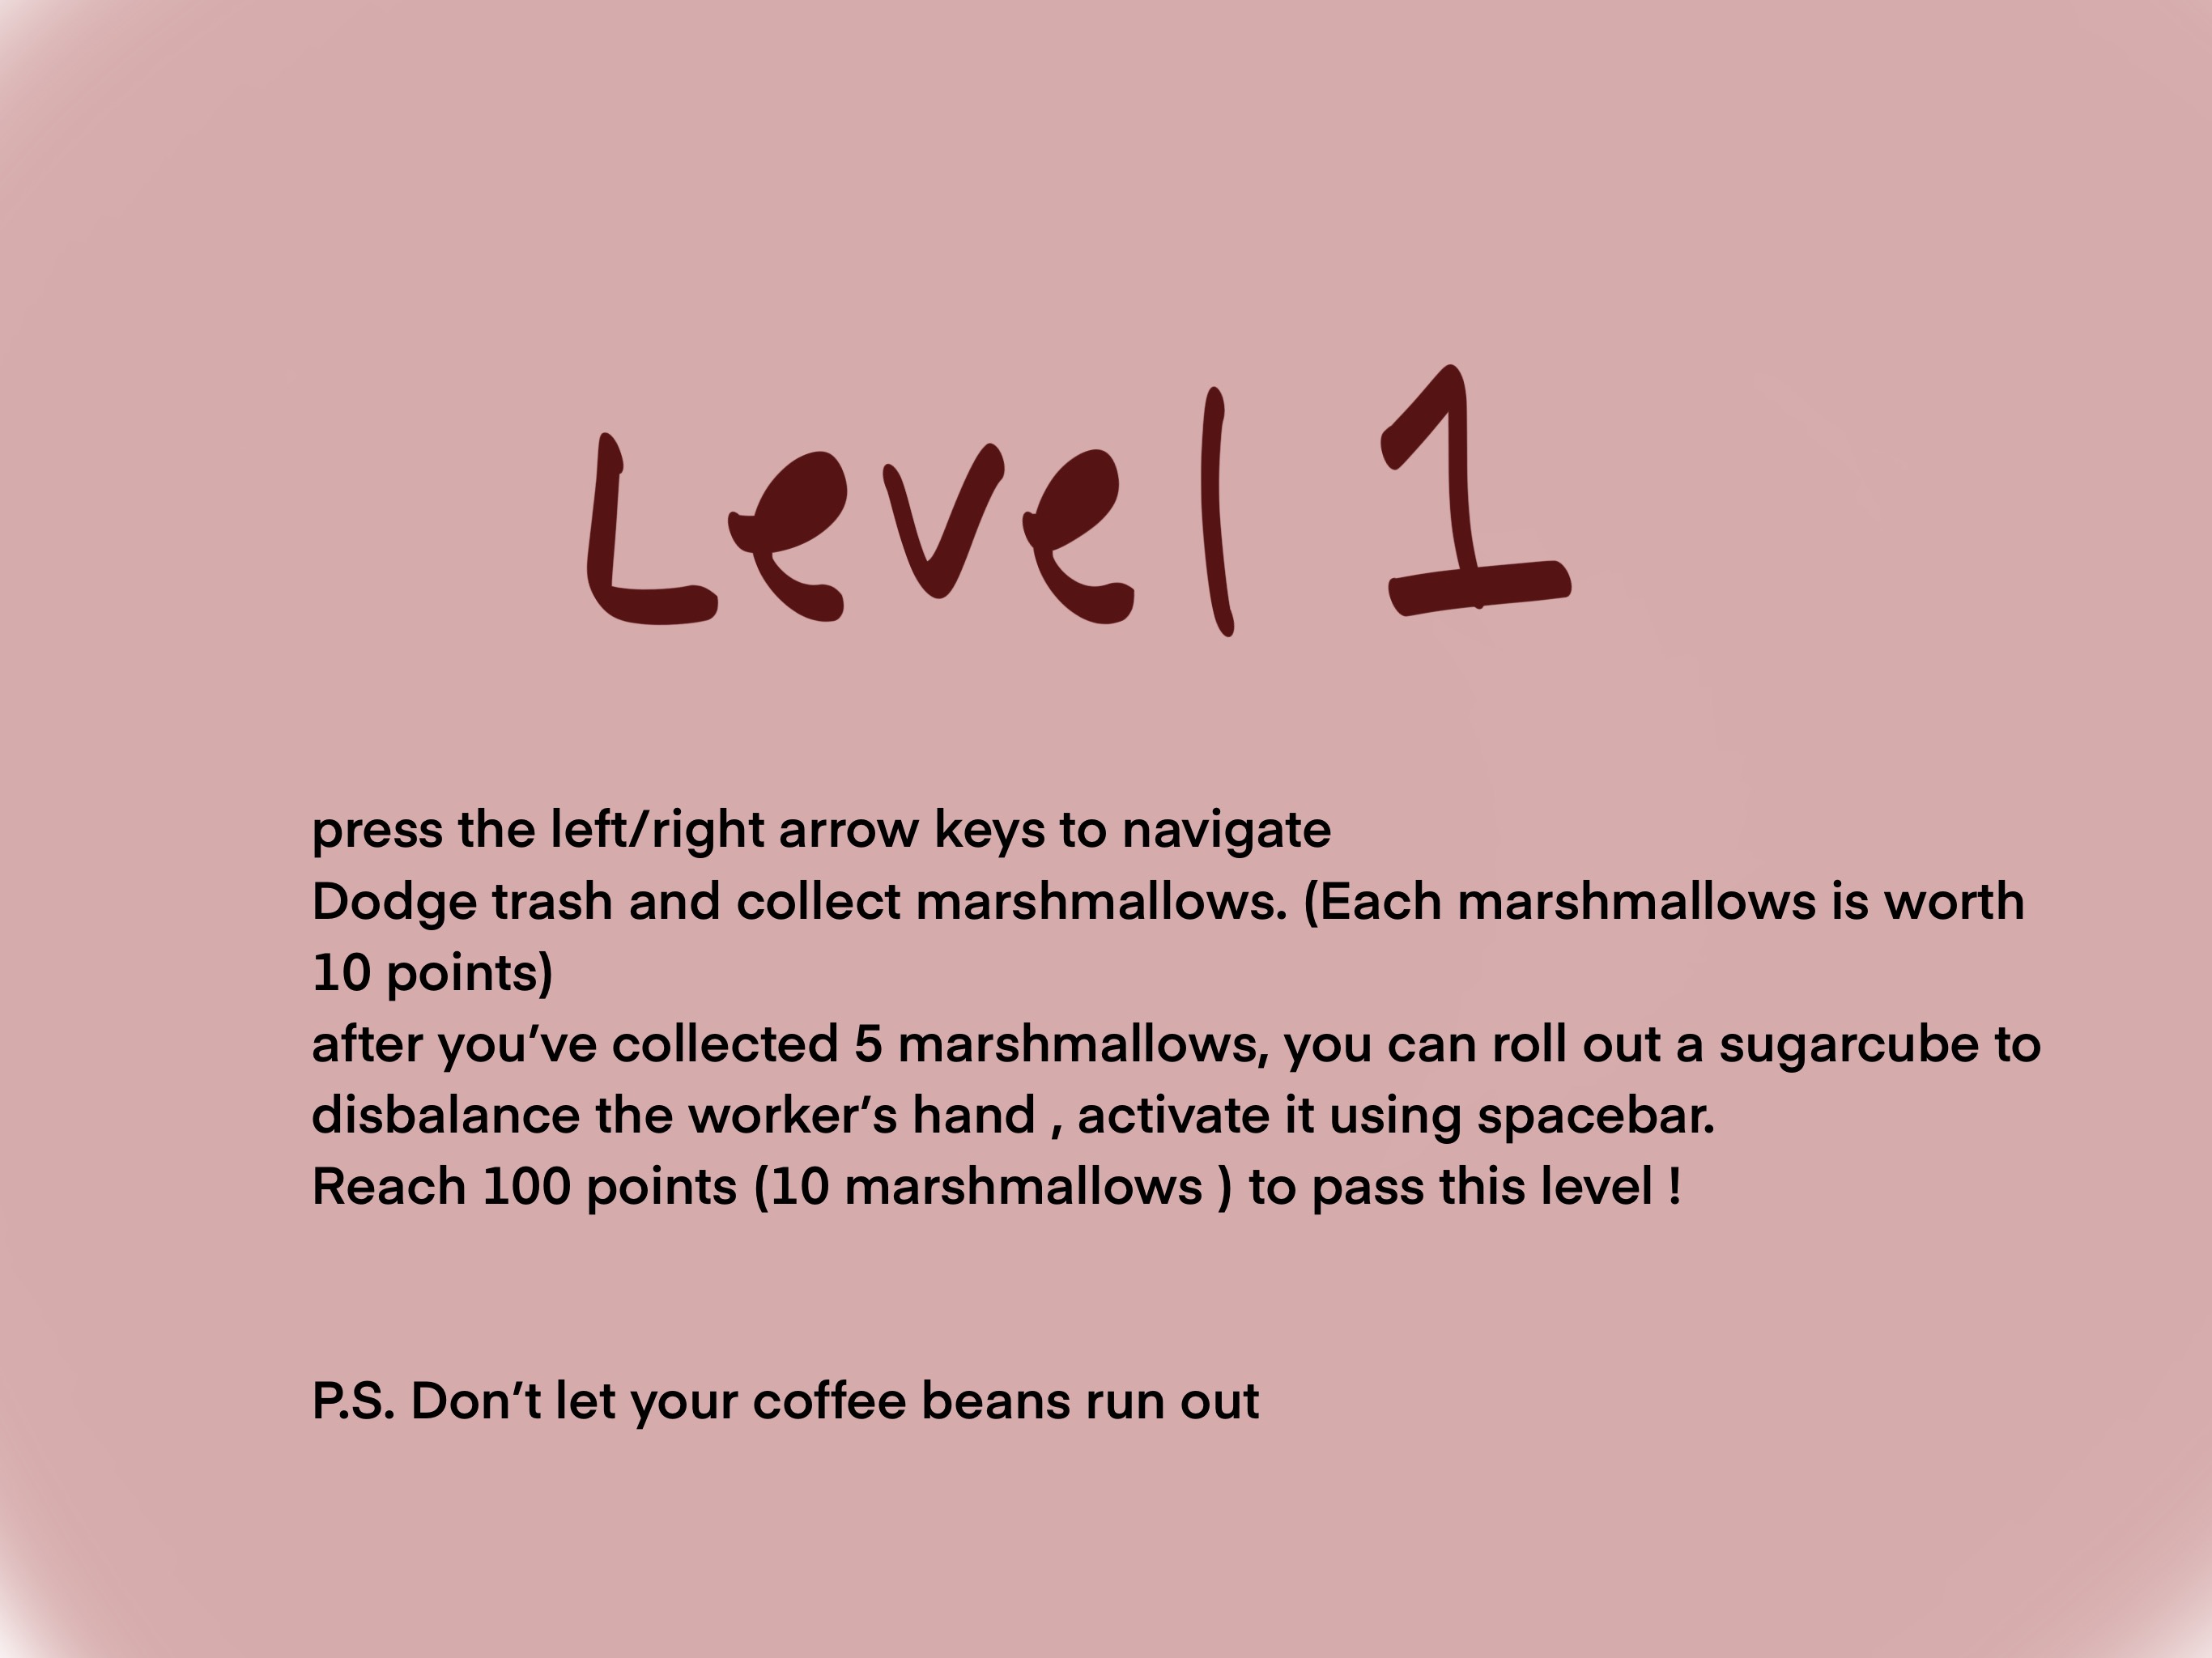 Level 1
press the left/right arrow keys to navigate
Dodge trash and collect marshmallows. (Each marshmallows is worth
10 points)
after you’ve collected 5 marshmallows, you can roll out a sugarcube to
disbalance the worker’s hand , activate it using spacebar.
Reach 100 points (10 marshmallows ) to pass this level !
P.S. Don’t let your coffee beans run out